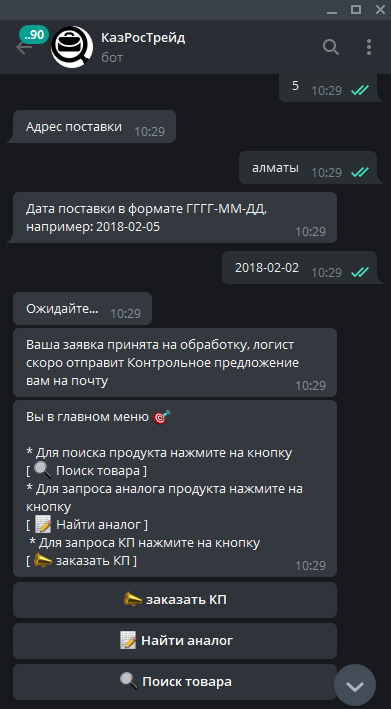 ..90
КазРосТрейд
бот
5 10:29
Адрес поставки 10:29
алматы 10:29
Дата поставки в формате ГГГГ-ММ-ДД,
например: 2018-02-05
10:29
2018-02-02 10:29
Ожидайте... 10:29
Ваша заявка принята на обработку, логист
скоро отправит Контрольное предложение
вам на почту
10:29
Вы в главном меню
* Для поиска продукта нажмите на кнопку
[ Поиск товара ]
* Для запроса аналога продукта нажмите на
кнопку
[ Найти аналог ]
* Для запроса КП нажмите на кнопку
[ заказать КП ]
10:29
заказать КП
Найти аналог
Поиск товара